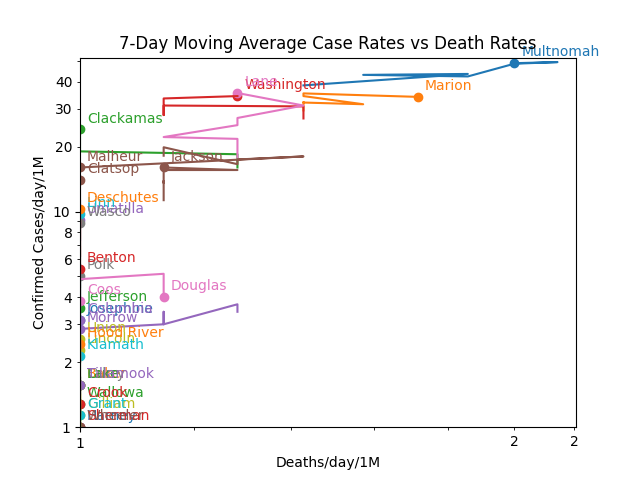 7-Day Moving Average Case Rates vs Death Rates
Multnomah
Lane
Washington
Marion
Clackamas
Malheur
Jackson
Clatsop
Deschutes
Linn
Umatilla
Wasco
Benton
Polk
Coos
Douglas
Jefferson
Josephine
Morrow
Union
Hood River
Lincoln
Klamath
Tillamook
Crook
Wallowa
Grant
Gilliam
Sherman
40
30
20
10
8
6
4
3
2
1
1
2
2
Confirmed Cases/day/1M
Deaths/day/1M